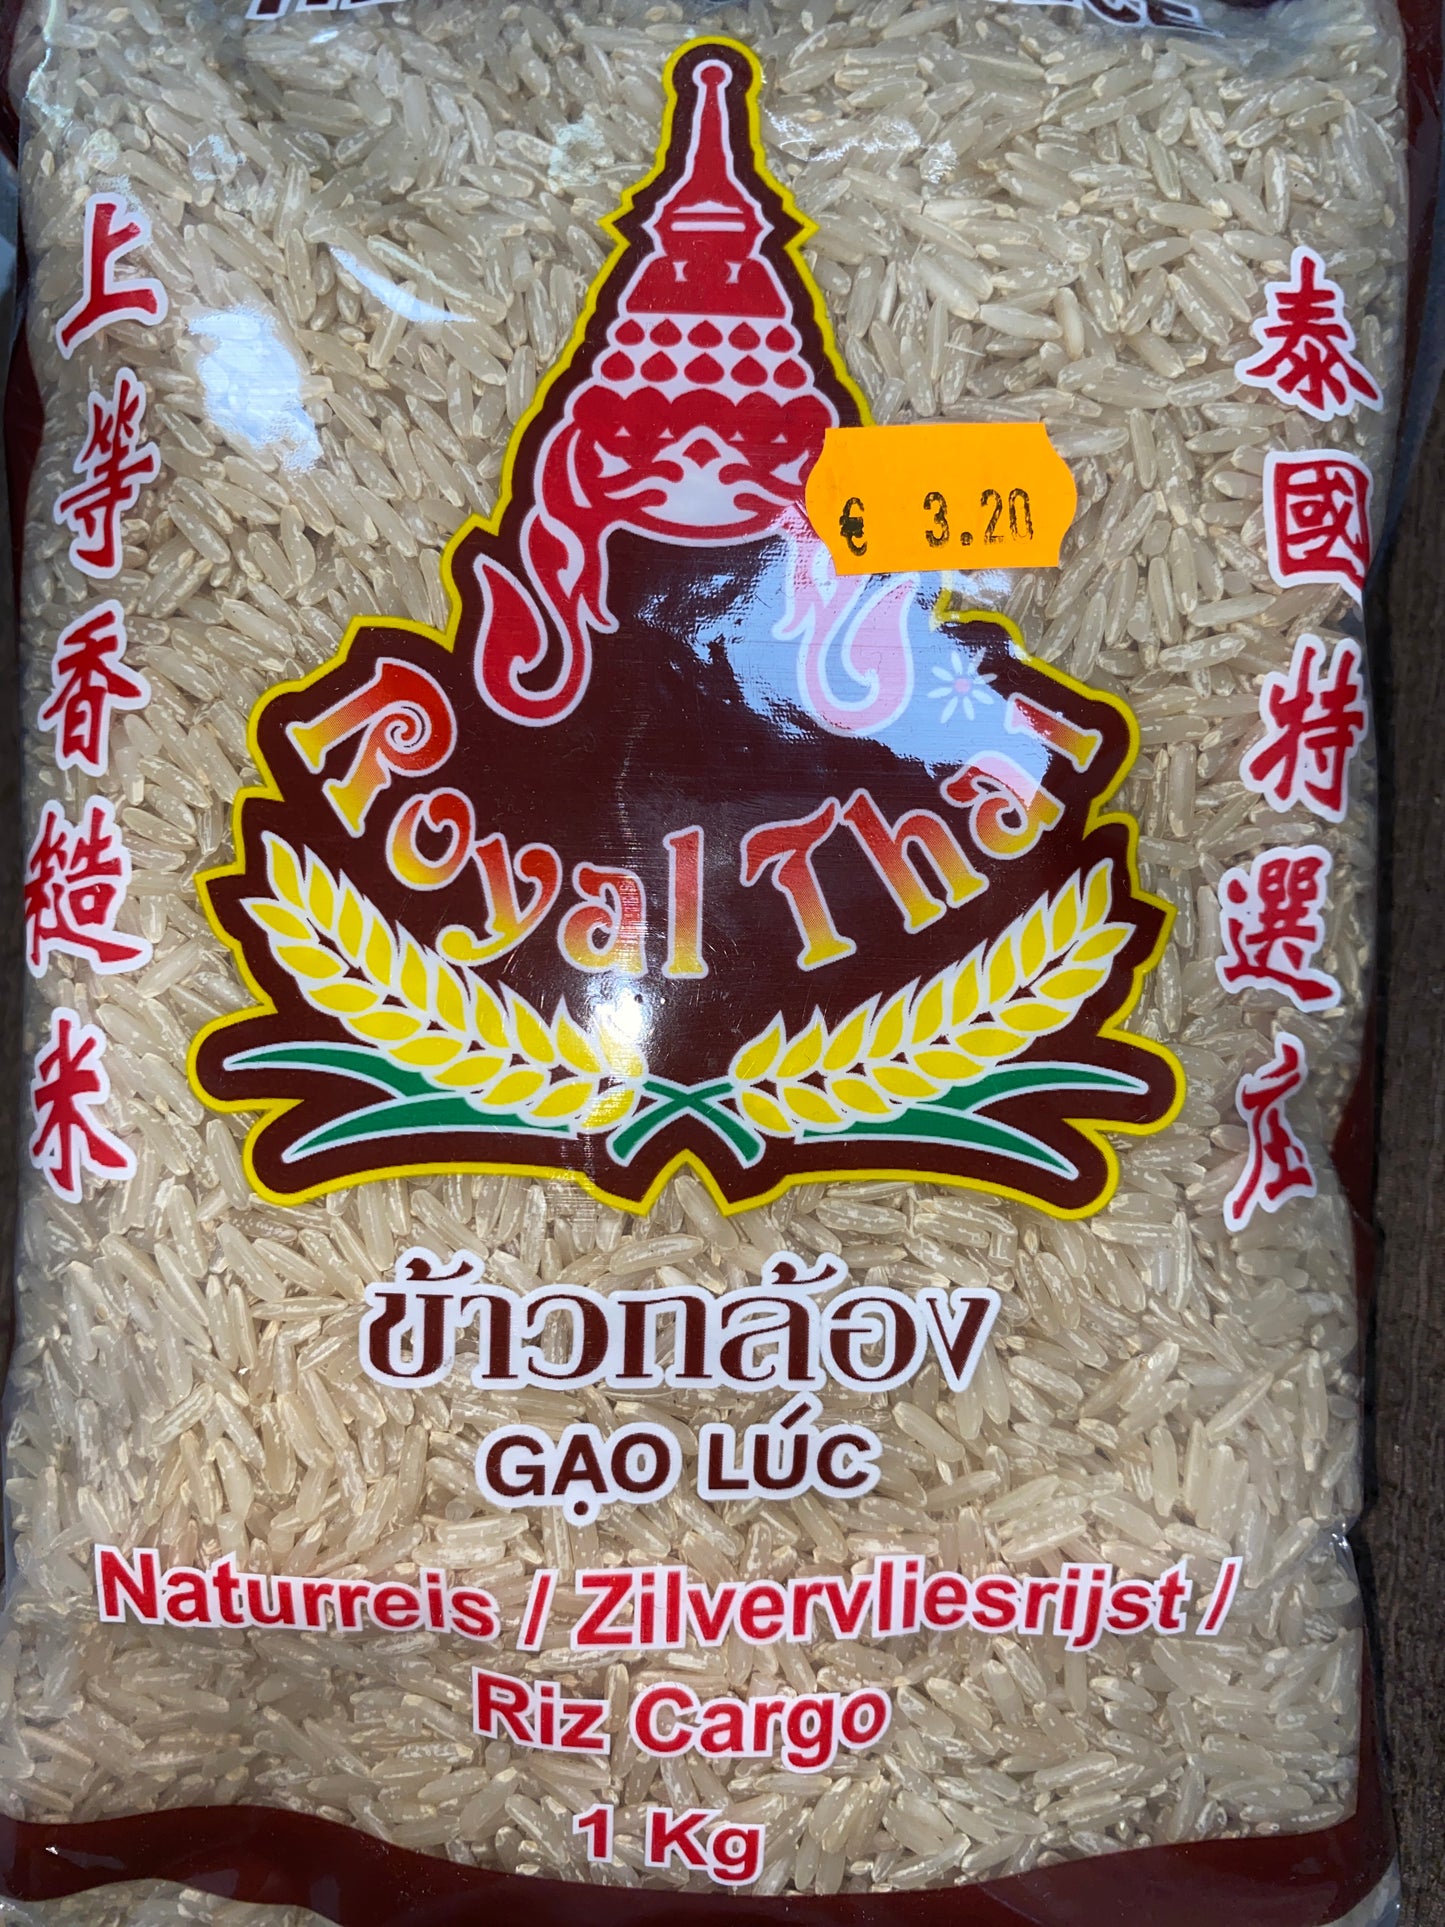 上等香糙米
泰國特選庄
€ 3.20
Royal Thai
ข้าวกล้อง
GẠO LÚC
Naturreis / Zilvervliesrijst /
Riz Cargo
1 Kg